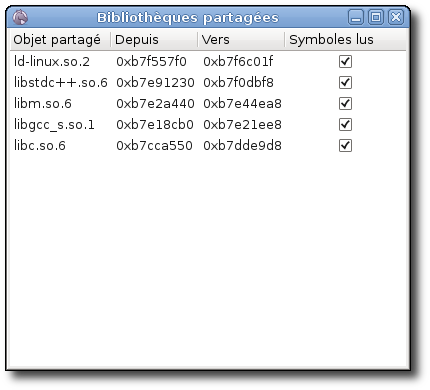 Bibliothèques partagées
Objet partagé Depuis Vers Symboles lus
ld-linux.so.2 0xb7f557f0 0xb7f6c01f
libstdc++.so.6 0xb7e91230 0xb7f0dbf8
libm.so.6 0xb7e2a440 0xb7e44ea8
libgcc_s.so.1 0xb7e18cb0 0xb7e21ee8
libc.so.6 0xb7cca550 0xb7dde9d8